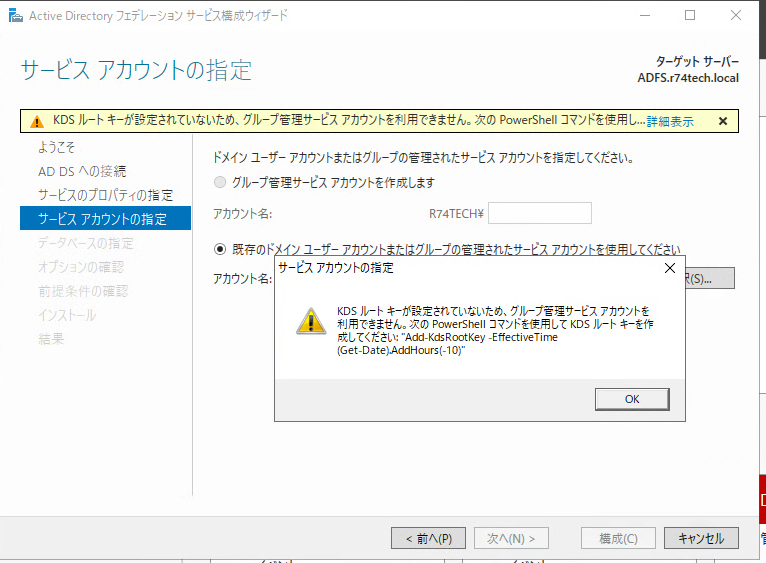 Active Directory フェデレーション サービス構成ウィザード
サービス アカウントの指定
ターゲット サーバー
ADFS.r74tech.local
KDS ルート キーが設定されていないため、グループ管理サービス アカウントを利用できません。次の PowerShell コマンドを使用し...詳細表示
ようこそ
AD DS への接続
サービスのプロパティの指定
サービス アカウントの指定
データベースの指定
オプションの確認
前提条件の確認
インストール
結果
ドメイン ユーザー アカウントまたはグループの管理されたサービス アカウントを指定してください。
グループ管理サービス アカウントを作成します
アカウント名: R74TECH¥
既存のドメイン ユーザー アカウントまたはグループの管理されたサービス アカウントを使用してください
アカウント名:
(S)...
サービス アカウントの指定
KDS ルート キーが設定されていないため、グループ管理サービス アカウントを
利用できません。次の PowerShell コマンドを使用して KDS ルート キーを作
成してください: "Add-KdsRootKey -EffectiveTime
(Get-Date).AddHours(-10)"
OK
< 前へ(P) 次へ(N) > 構成(C) キャンセル